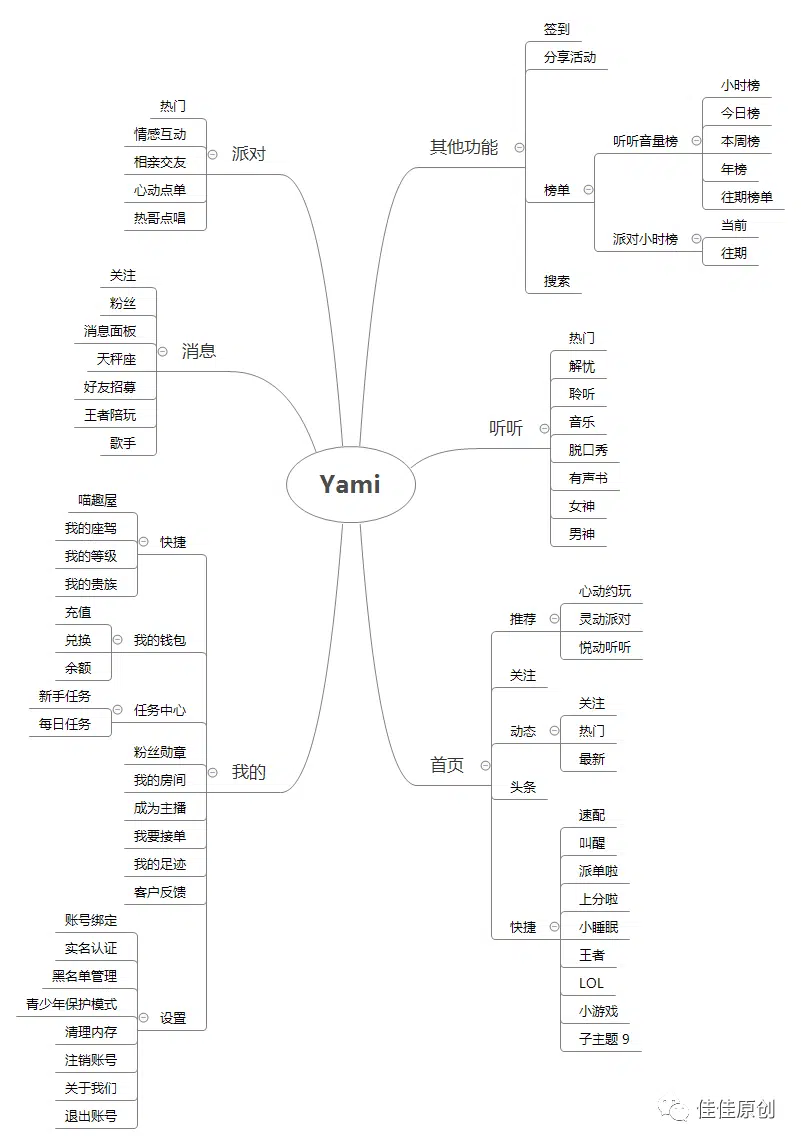 Yami
其他功能
签到
分享活动
榜单
听听音量榜
小时榜
今日榜
本周榜
年榜
往期榜单
派对小时榜
当前
往期
搜索
听听
热门
解忧
聆听
音乐
脱口秀
有声书
女神
男神
首页
推荐
心动约玩
灵动派对
悦动听听
关注
动态
关注
热门
最新
头条
快捷
速配
叫醒
派单啦
上分啦
小睡眠
王者
LOL
小游戏
子主题 9
派对
热门
情感互动
相亲交友
心动点单
热哥点唱
消息
关注
粉丝
消息面板
天秤座
好友招募
王者陪玩
歌手
我的
快捷
喵趣屋
我的座驾
我的等级
我的贵族
我的钱包
充值
兑换
余额
任务中心
新手任务
每日任务
粉丝勋章
我的房间
成为主播
我要接单
我的足迹
客户反馈
设置
账号绑定
实名认证
黑名单管理
青少年保护模式
清理内存
注销账号
关于我们
退出账号
佳佳原创